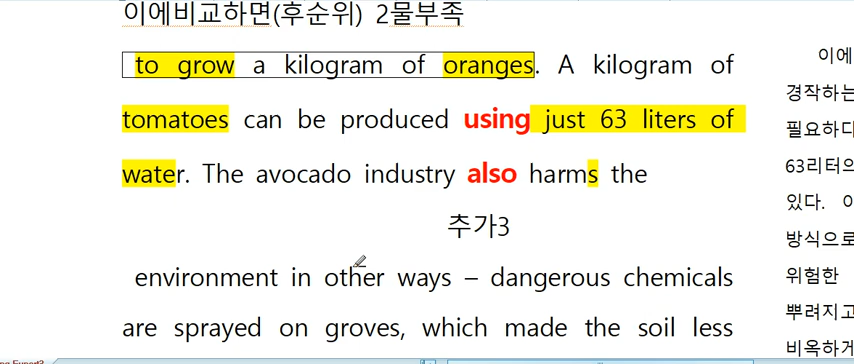 이에비교하면(후순위) 2물부족
to grow a kilogram of oranges. A kilogram of
tomatoes can be produced using just 63 liters of
water. The avocado industry also harms the
추가3
environment in other ways – dangerous chemicals
are sprayed on groves, which made the soil less
이에
경작하는
필요하다
63리터으
있다. 이
방식으로
위험한
뿌려지고
비옥하게